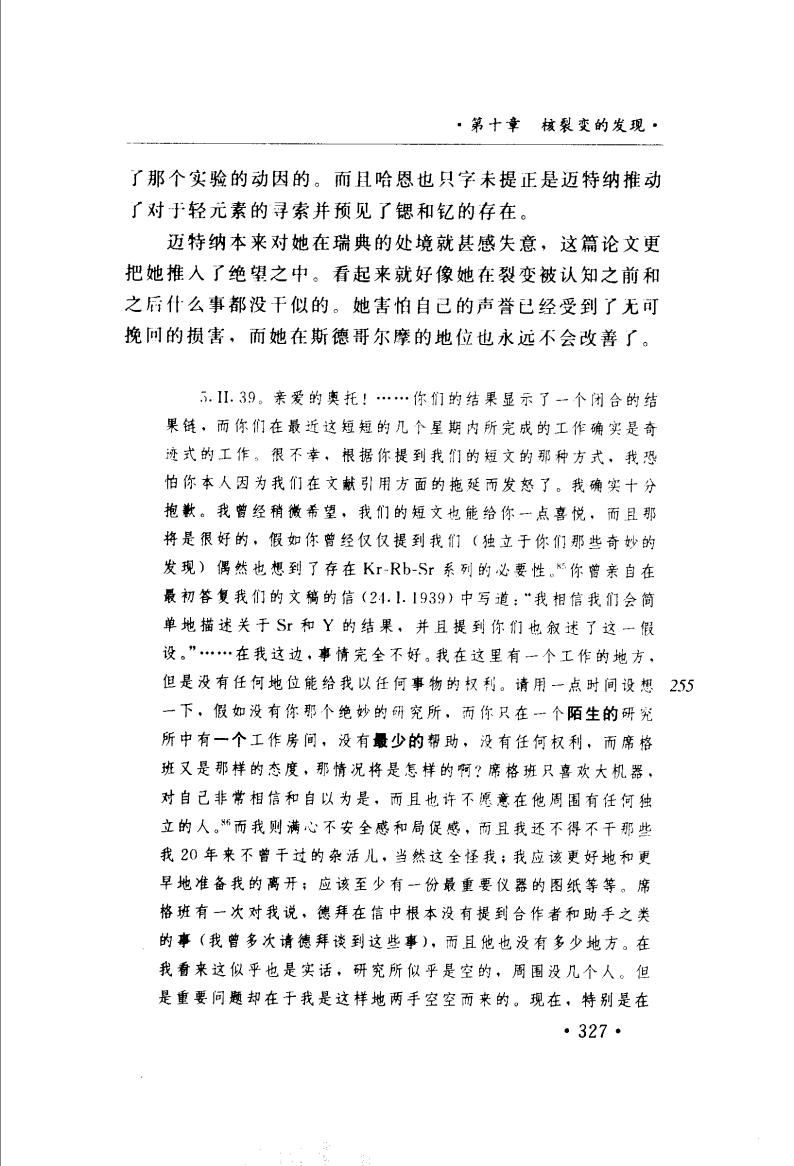 ·第十章　核裂变的发现·
了那个实验的动因的。而且哈恩也只字未提正是迈特纳推动
了对于轻元素的寻索并预见了锶和钇的存在。
迈特纳本来对她在瑞典的处境就甚感失意，这篇论文更
把她推入了绝望之中。看起来就好像她在裂变被认知之前和
之后什么事都没干似的。她害怕自己的声誉已经受到了无可
挽回的损害，而她在斯德哥尔摩的地位也永远不会改善了。
5.II.39。亲爱的奥托！……你们的结果显示了一个闭合的结
果链，而你们在最近这短短的几个星期内所完成的工作确实是奇
迹式的工作。很不幸，根据你提到我们的短文的那种方式，我恐
怕你本人因为我们在文献引用方面的拖延而发怒了。我确实十分
抱歉。我曾经稍微希望，我们的短文也能给你一点喜悦，而且那
将是很好的，假如你曾经仅仅提到我们（独立于你们那些奇妙的
发现）偶然也想到了存在 Kr-Rb-Sr 系列的必要性。⁸⁵你曾亲自在
最初答复我们的文稿的信（24.I.1939）中写道：“我相信我们会简
单地描述关于 Sr 和 Y 的结果，并且提到你们也叙述了这一假
设。”……在我这边，事情完全不好。我在这里有一个工作的地方，
但是没有任何地位能给我以任何事物的权利。请用一点时间设想 255
一下，假如没有你那个绝妙的研究所，而你只在一个陌生的研究
所中有一个工作房间，没有最少的帮助，没有任何权利，而席格
班又是那样的态度，那情况将是怎样的啊？席格班只喜欢大机器，
对自己非常相信和自以为是，而且也许不愿意在他周围有任何独
立的人。⁸⁶而我则满心不安全感和局促感，而且我还不得不干那些
我 20 年来不曾干过的杂活儿，当然这全怪我；我应该更好地和更
早地准备我的离开；应该至少有一份最重要仪器的图纸等等。席
格班有一次对我说，德拜在信中根本没有提到合作者和助手之类
的事（我曾多次请德拜谈到这些事），而且他也没有多少地方。在
我看来这似乎也是实话，研究所似乎是空的，周围没几个人。但
是重要问题却在于我是这样地两手空空而来的。现在，特别是在
·327·